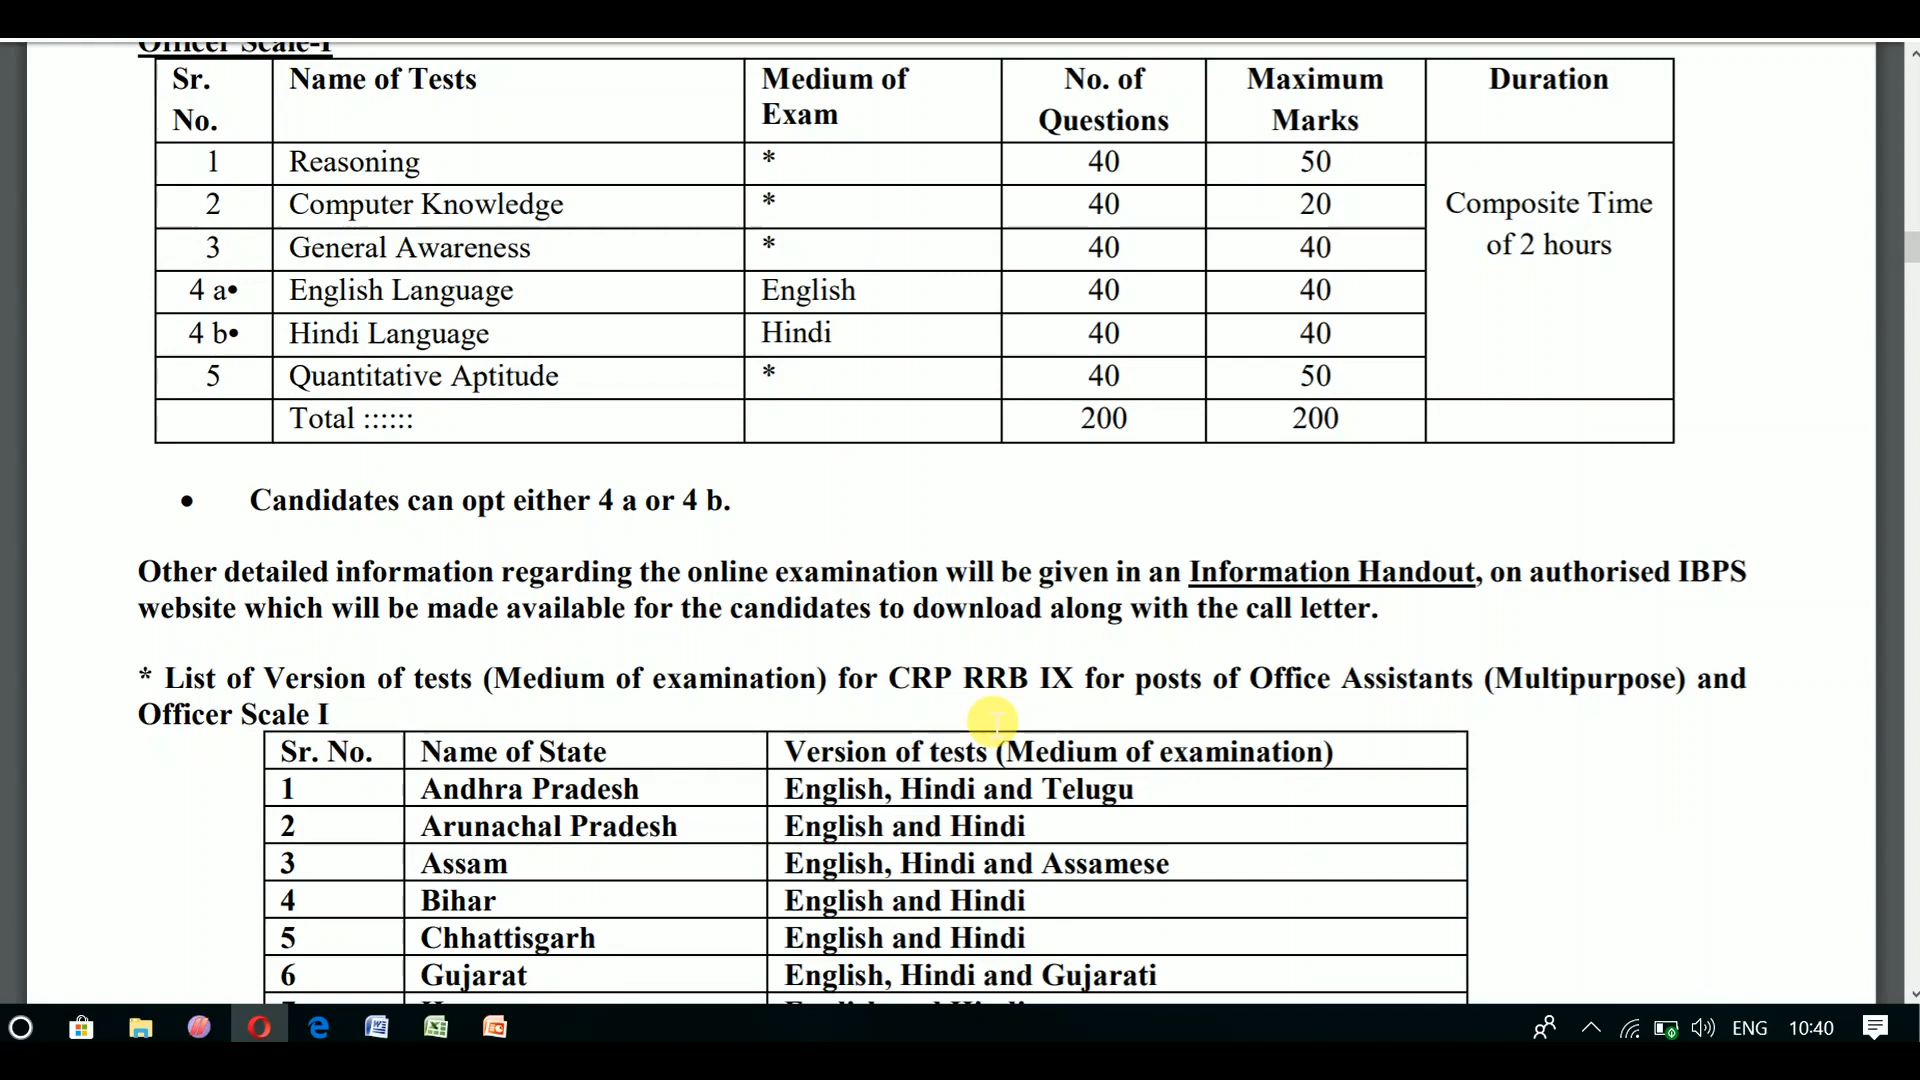 Officer Scale-I
Sr. No. Name of Tests Medium of Exam No. of Questions Maximum Marks Duration
1 Reasoning * 40 50 Composite Time of 2 hours
2 Computer Knowledge * 40 20
3 General Awareness * 40 40
4 a• English Language English 40 40
4 b• Hindi Language Hindi 40 40
5 Quantitative Aptitude * 40 50
Total :::::: 200 200
• Candidates can opt either 4 a or 4 b.
Other detailed information regarding the online examination will be given in an Information Handout, on authorised IBPS
website which will be made available for the candidates to download along with the call letter.
* List of Version of tests (Medium of examination) for CRP RRB IX for posts of Office Assistants (Multipurpose) and
Officer Scale I
Sr. No. Name of State Version of tests (Medium of examination)
1 Andhra Pradesh English, Hindi and Telugu
2 Arunachal Pradesh English and Hindi
3 Assam English, Hindi and Assamese
4 Bihar English and Hindi
5 Chhattisgarh English and Hindi
6 Gujarat English, Hindi and Gujarati
ENG 10:40